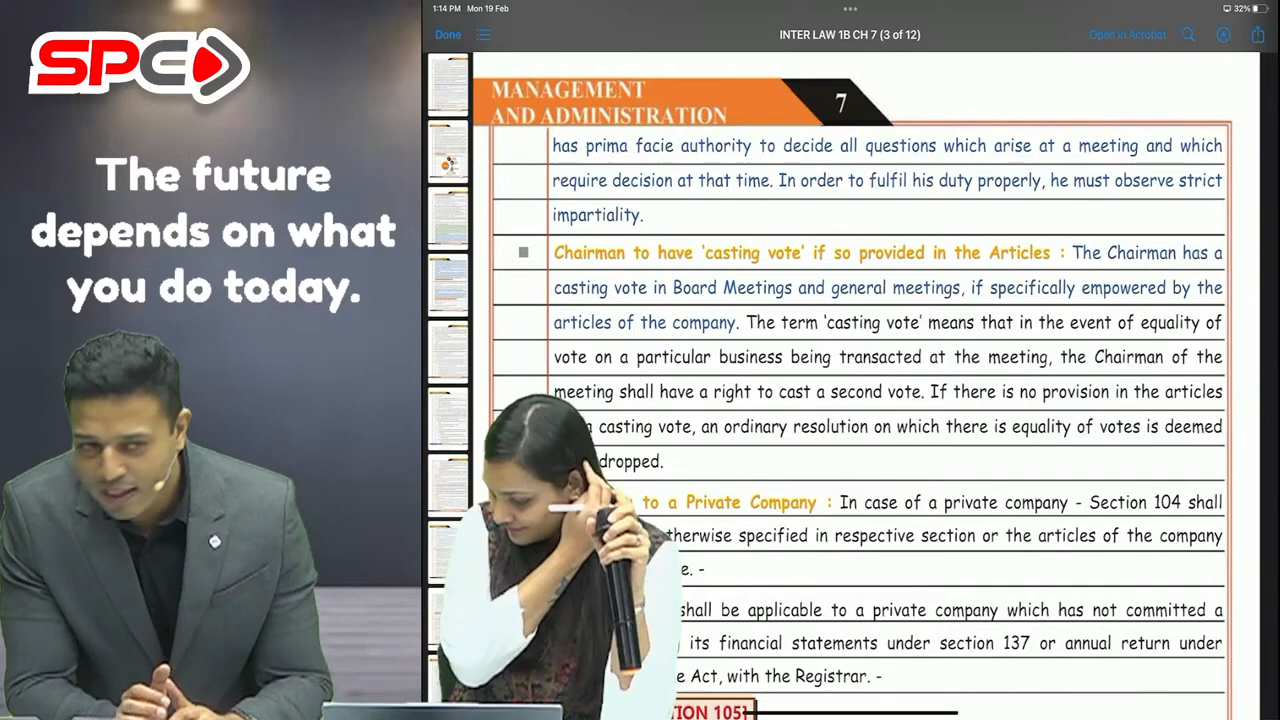 SPC
The future
depends on what
you do today
1:14 PM Mon 19 Feb
32%
Done
INTER LAW 1B CH 7 (3 of 12)
Open in Acrobat
MANAGEMENT
AND ADMINISTRATION
7
has prima facie authority to decide all questions which arise at a meeting and which
require decision at the time. In order to fulfil his duties properly, he must observe strict
impartiality.
Chairman to have a casting vote if so allowed in the Articles : The Chairman has a
casting vote in Board Meetings and general meetings if specifically empowered by the
articles of the company. The term 'casting vote' means that in case of equality of
vote on a particular business being transacted at the meeting, the Chairman of the
meeting shall have a right to cast a second vote. If there is no provision in the articles
casting vote, an ordinary resolution on which there is equality of votes is deemed
to Private Companies : In case of a private company - Section
therwise specified in respective section or the articles of the company
e.
shall be applicable to a private company which has not committed a
its financial statements under section 137 or annual return under
e Act, with the Registrar. -
TION 105]